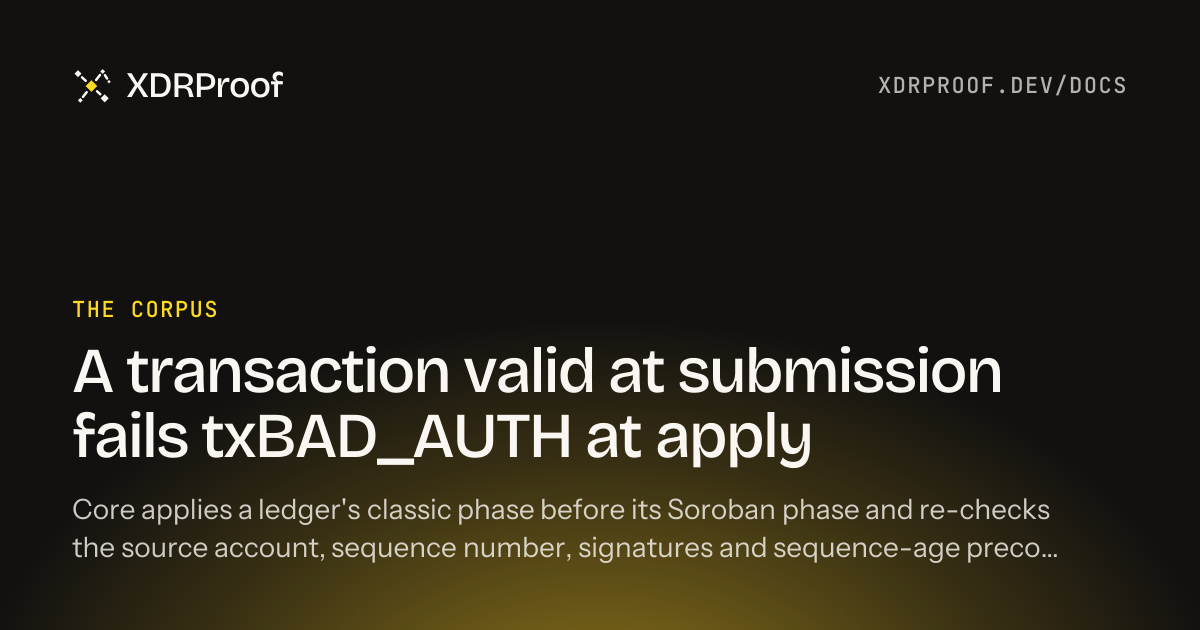 XDRProof
XDRPROOF.DEV/DOCS
THE CORPUS
A transaction valid at submission
fails txBAD_AUTH at apply
Core applies a ledger's classic phase before its Soroban phase and re-checks
the source account, sequence number, signatures and sequence-age preco...